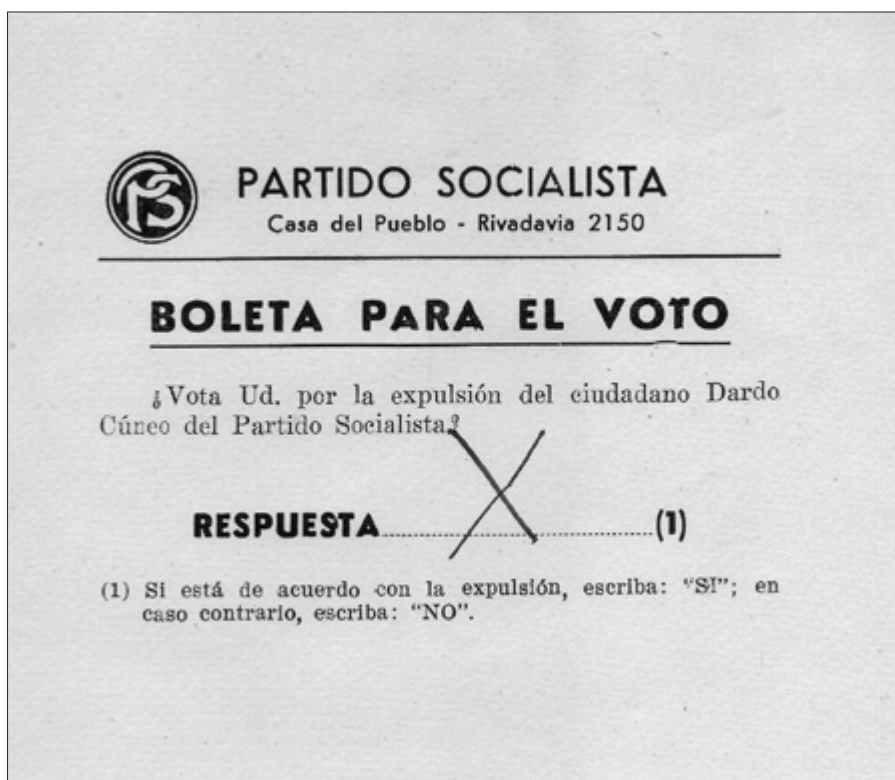 PS
PARTIDO SOCIALISTA
Casa del Pueblo - Rivadavia 2150
BOLETA PARA EL VOTO
¿Vota Ud. por la expulsión del ciudadano Dardo
Cúneo del Partido Socialista?
RESPUESTA (1)
(1) Si está de acuerdo con la expulsión, escriba: "SI"; en
caso contrario, escriba: "NO".